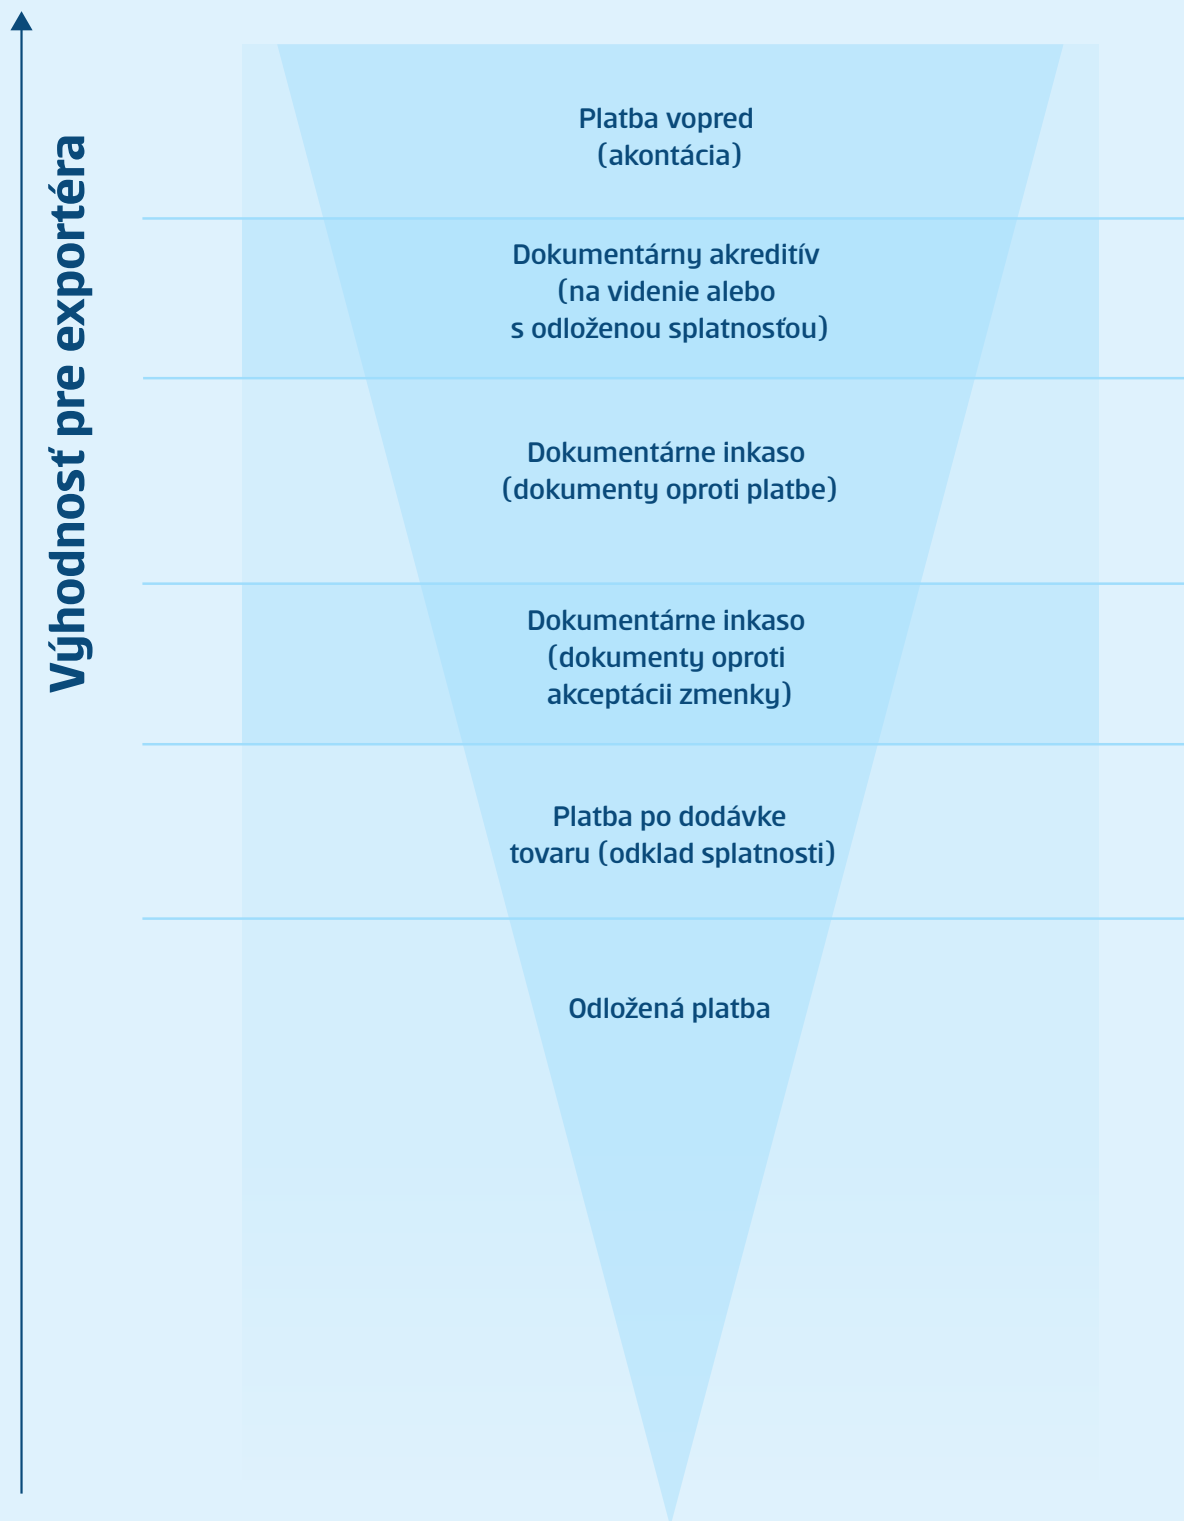 Výhodnosť pre exportéra
Platba vopred
(akontácia)
Dokumentárny akreditív
(na videnie alebo
s odloženou splatnosťou)
Dokumentárne inkaso
(dokumenty oproti platbe)
Dokumentárne inkaso
(dokumenty oproti
akceptácii zmenky)
Platba po dodávke
tovaru (odklad splatnosti)
Odložená platba